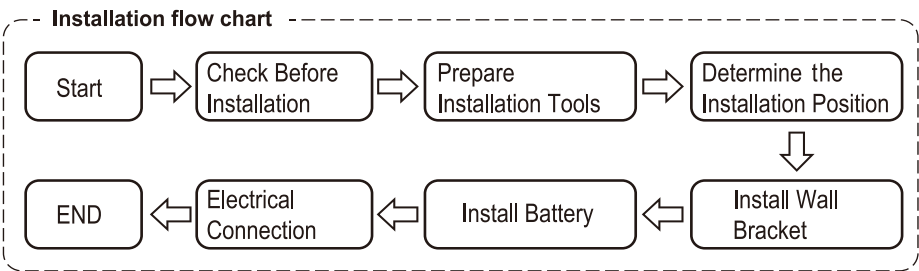 Installation flow chart
Start
Check Before
Installation
Prepare
Installation Tools
Determine the
Installation Position
Install Wall
Bracket
Install Battery
Electrical
Connection
END